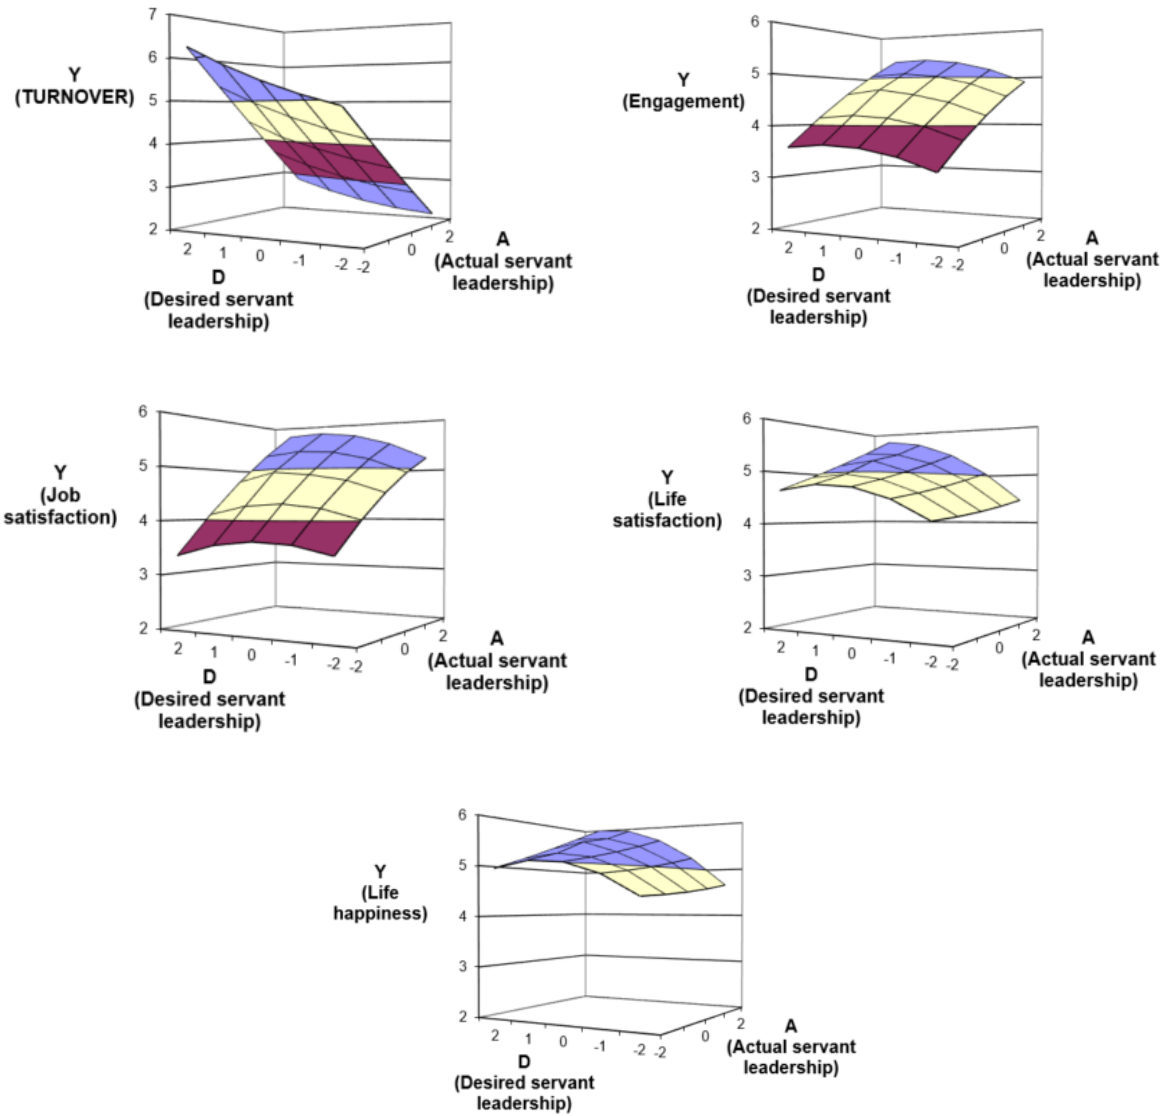 7
6
5
4
3
2
Y
(TURNOVER)
2
1
0
-1
-2
-2
0
2
D
(Desired servant
leadership)
A
(Actual servant
leadership)
6
5
4
3
2
Y
(Engagement)
2
1
0
-1
-2
-2
0
2
D
(Desired servant
leadership)
A
(Actual servant
leadership)
6
5
4
3
2
Y
(Job
satisfaction)
2
1
0
-1
-2
-2
0
2
D
(Desired servant
leadership)
A
(Actual servant
leadership)
6
5
4
3
2
Y
(Life
satisfaction)
2
1
0
-1
-2
-2
0
2
D
(Desired servant
leadership)
A
(Actual servant
leadership)
6
5
4
3
2
Y
(Life
happiness)
2
1
0
-1
-2
-2
0
2
D
(Desired servant
leadership)
A
(Actual servant
leadership)